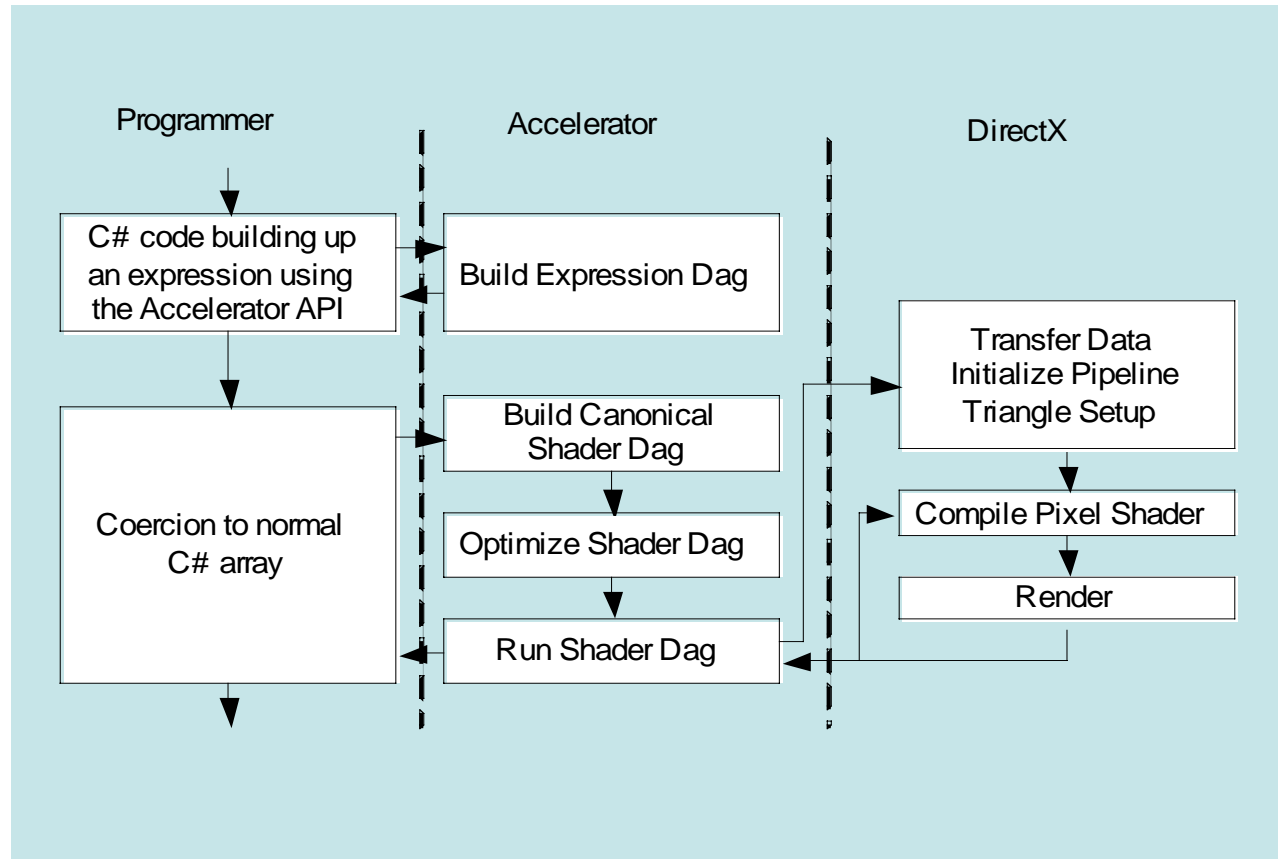 Programmer
Accelerator
DirectX
C# code building up
an expression using
the Accelerator API
Build Expression Dag
Transfer Data
Initialize Pipeline
Triangle Setup
Build Canonical
Shader Dag
Coercion to normal
C# array
Optimize Shader Dag
Compile Pixel Shader
Render
Run Shader Dag